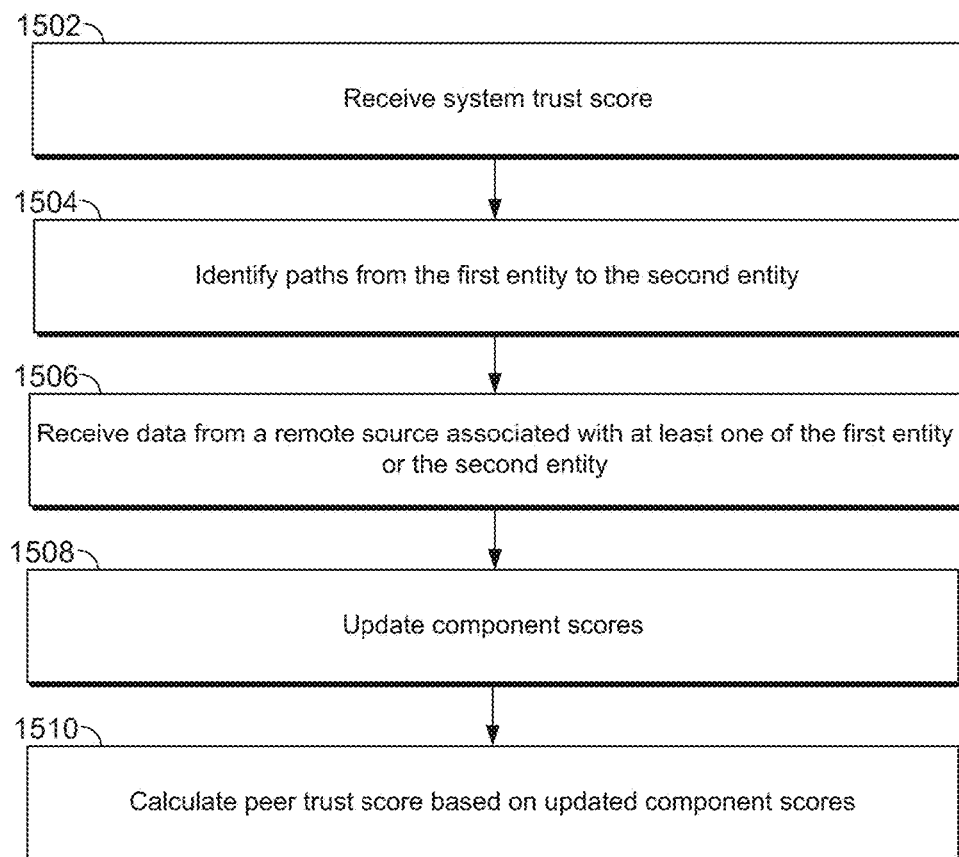 1502
Receive system trust score
1504
Identify paths from the first entity to the second entity
1506
Receive data from a remote source associated with at least one of the first entity
or the second entity
1508
Update component scores
1510
Calculate peer trust score based on updated component scores